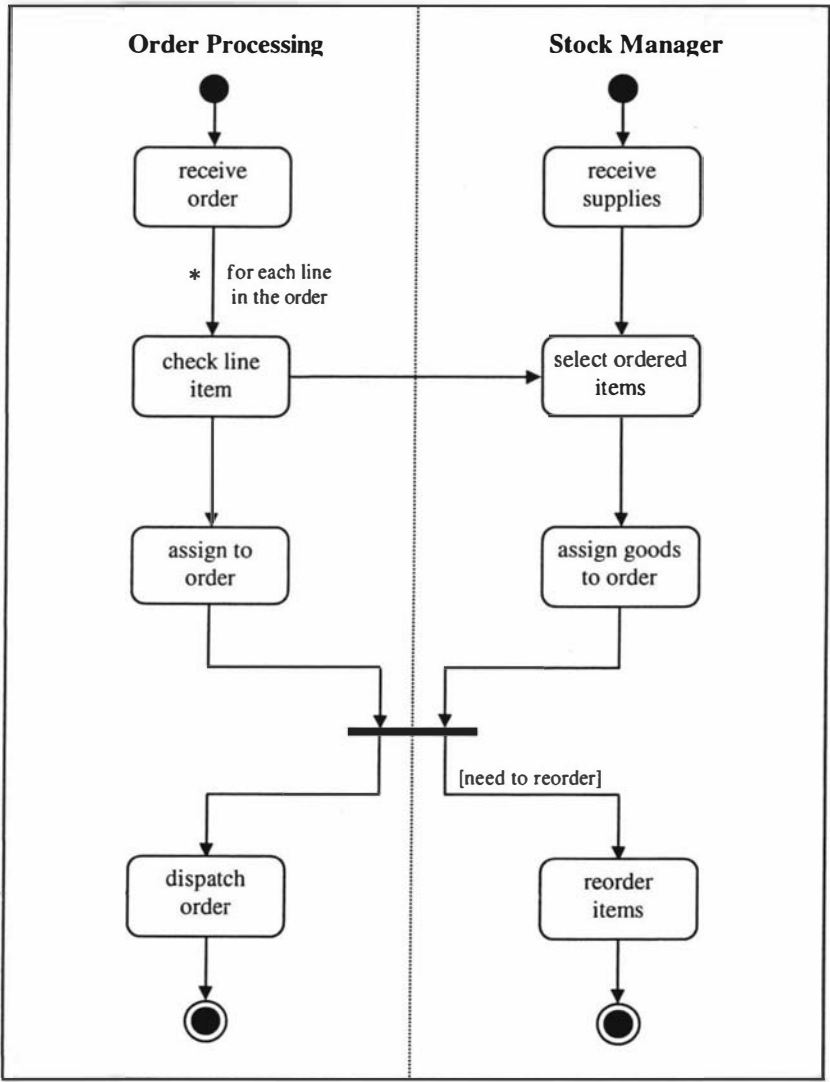 Order Processing
Stock Manager
receive
order
receive
supplies
* for each line
in the order
check line
item
select ordered
items
assign to
order
assign goods
to order
[need to reorder]
dispatch
order
reorder
items